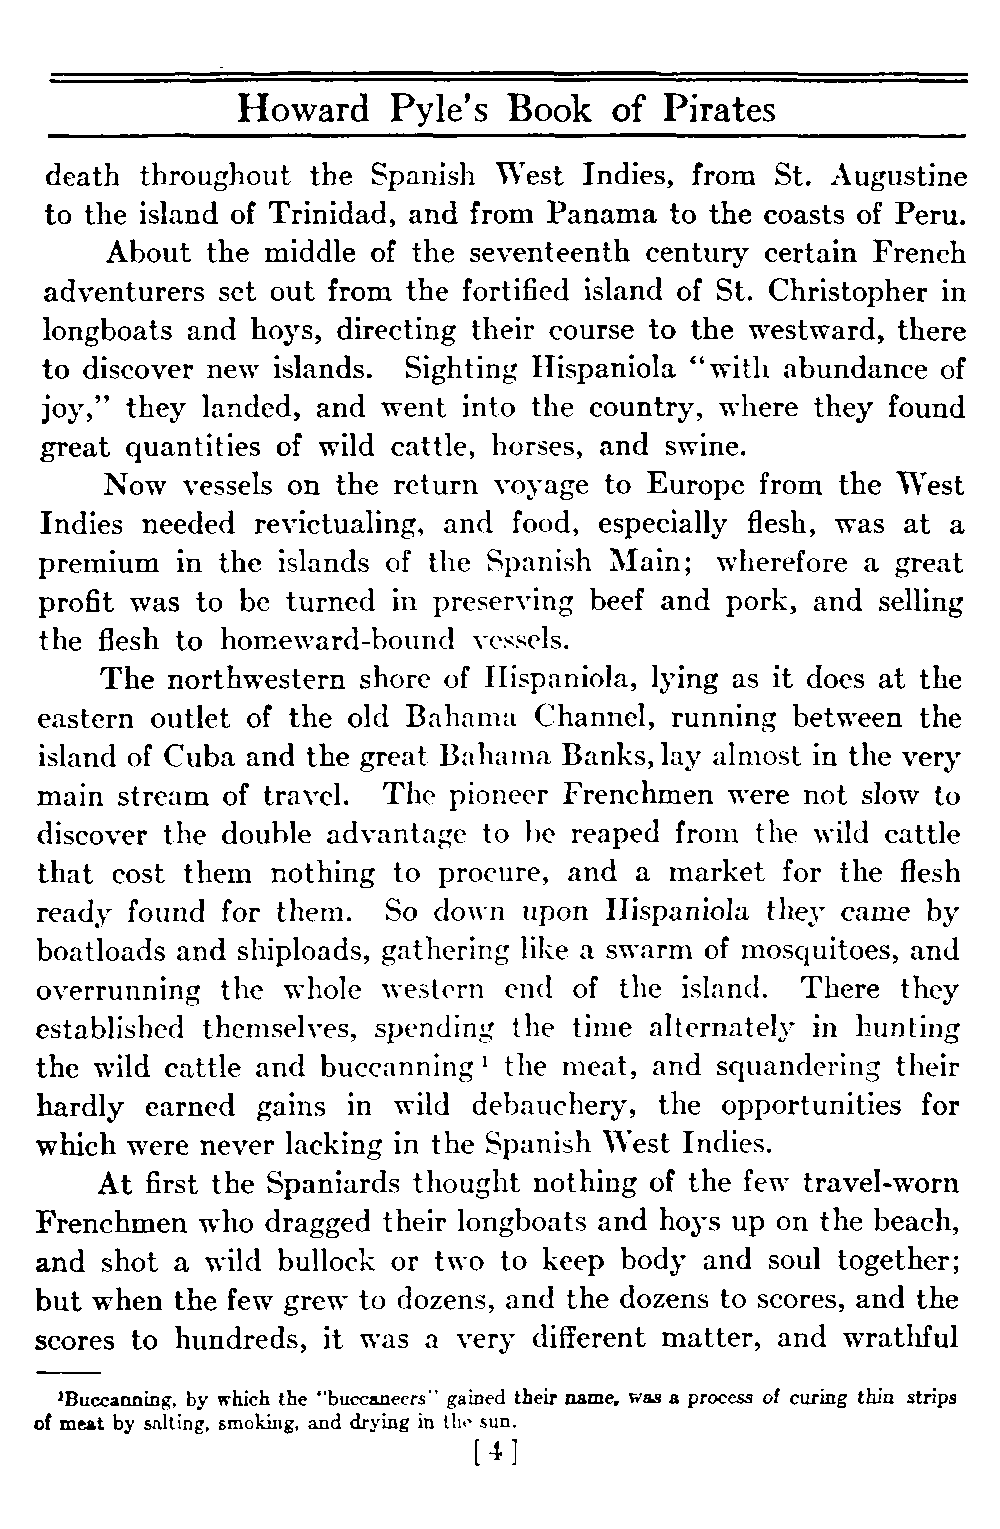 Howard Pyle's Book of Pirates
death throughout the Spanish West Indies, from St. Augustine
to the island of Trinidad, and from Panama to the coasts of Peru.
About the middle of the seventeenth century certain French
adventurers set out from the fortified island of St. Christopher in
longboats and hoys, directing their course to the westward, there
to discover new islands. Sighting Hispaniola "with abundance of
joy," they landed, and went into the country, where they found
great quantities of wild cattle, horses, and swine.
Now vessels on the return voyage to Europe from the West
Indies needed revictualing, and food, especially flesh, was at a
premium in the islands of the Spanish Main; wherefore a great
profit was to be turned in preserving beef and pork, and selling
the flesh to homeward-bound vessels.
The northwestern shore of Hispaniola, lying as it does at the
eastern outlet of the old Bahama Channel, running between the
island of Cuba and the great Bahama Banks, lay almost in the very
main stream of travel. The pioneer Frenchmen were not slow to
discover the double advantage to be reaped from the wild cattle
that cost them nothing to procure, and a market for the flesh
ready found for them. So down upon Hispaniola they came by
boatloads and shiploads, gathering like a swarm of mosquitoes, and
overrunning the whole western end of the island. There they
established themselves, spending the time alternately in hunting
the wild cattle and buccanning ¹ the meat, and squandering their
hardly earned gains in wild debauchery, the opportunities for
which were never lacking in the Spanish West Indies.
At first the Spaniards thought nothing of the few travel-worn
Frenchmen who dragged their longboats and hoys up on the beach,
and shot a wild bullock or two to keep body and soul together;
but when the few grew to dozens, and the dozens to scores, and the
scores to hundreds, it was a very different matter, and wrathful
¹Buccanning, by which the "buccaneers" gained their name, was a process of curing thin strips
of meat by salting, smoking, and drying in the sun.
[4]